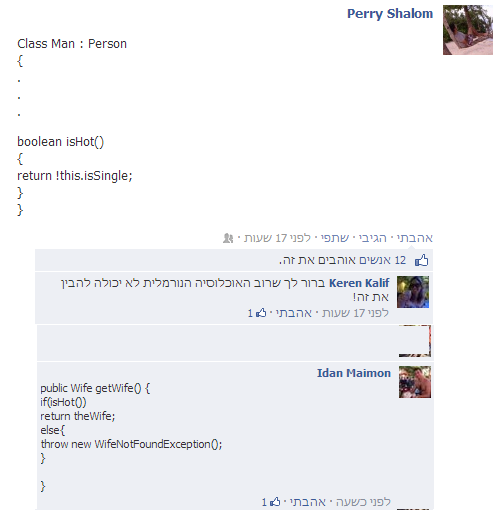 Perry Shalom
Class Man : Person
{
.
.
.
boolean isHot()
{
return !this.isSingle;
}
}
אהבתי · הגיבי · שתפי · לפני 17 שעות ·
12 אנשים אוהבים את זה.
Keren Kalif ברור לך שרוב האוכלוסיה הנורמלית לא יכולה להבין
את זה!
לפני 17 שעות · אהבתי · 1
Idan Maimon
public Wife getWife() {
if(isHot())
return theWife;
else{
throw new WifeNotFoundException();
}
}
לפני כשעה · אהבתי · 1